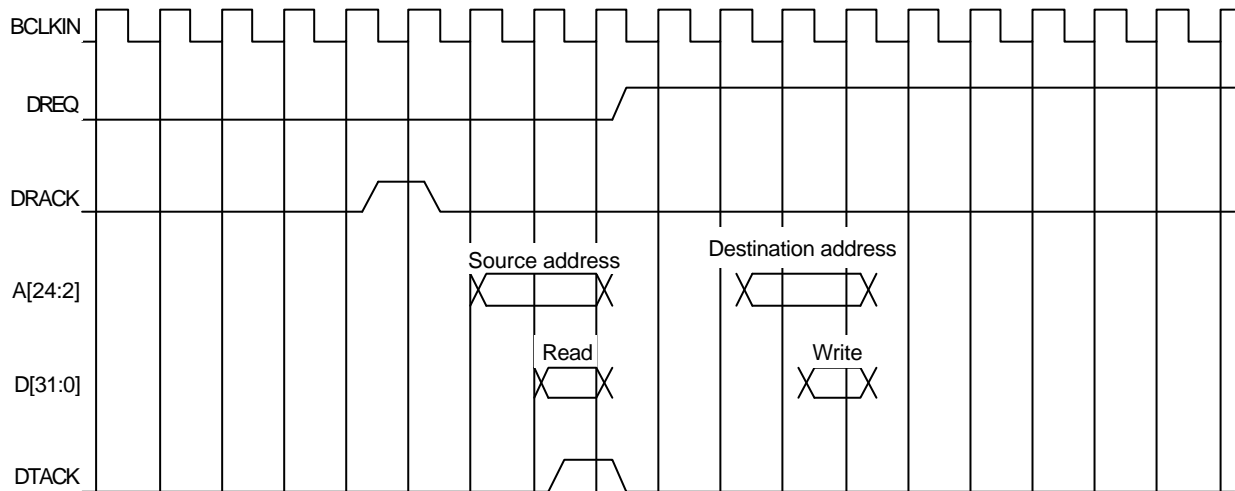 BCLKIN
DREQ
DRACK
Source address
Destination address
A[24:2]
Read
Write
D[31:0]
DTACK